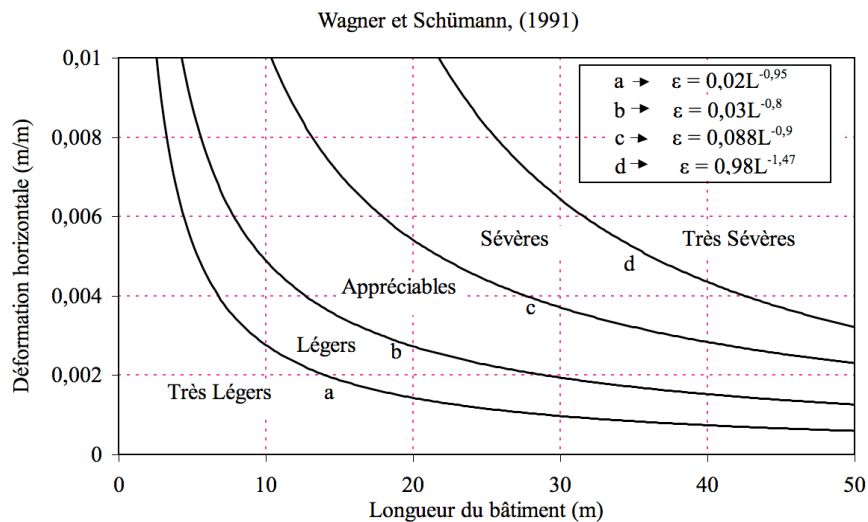 Wagner et Schümann, (1991)
Déformation horizontale (m/m)
0,01
0,008
0,006
0,004
0,002
0
a → ε = 0,02L^-0,95
b → ε = 0,03L^-0,8
c → ε = 0,088L^-0,9
d → ε = 0,98L^-1,47
Sévères
Très Sévères
d
Appréciables
c
Légers
b
Très Légers
a
0 10 20 30 40 50
Longueur du bâtiment (m)